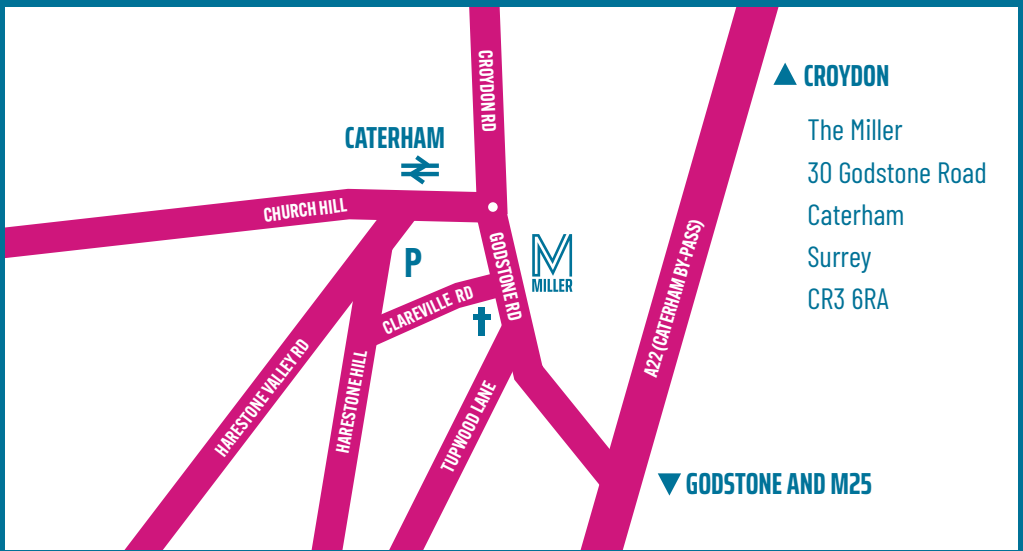 CROYDON RD
CROYDON
The Miller
30 Godstone Road
Caterham
Surrey
CR3 6RA
CATERHAM
CHURCH HILL
P
GODSTONE RD
M
MILLER
CLAREVILLE RD
A22 (CATERHAM BY-PASS)
HARESTONE VALLEY RD
HARESTONE HILL
TUPWOOD LANE
GODSTONE AND M25